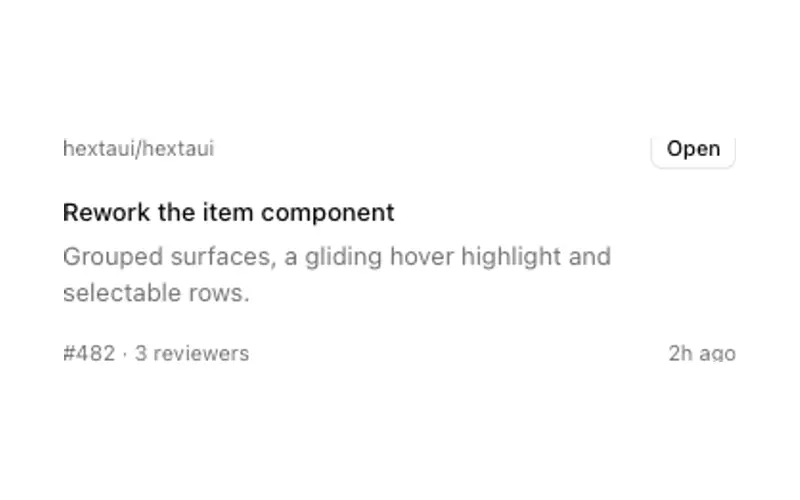 hextaui/hextaui
Open
Rework the item component
Grouped surfaces, a gliding hover highlight and
selectable rows.
#482 · 3 reviewers
2h ago